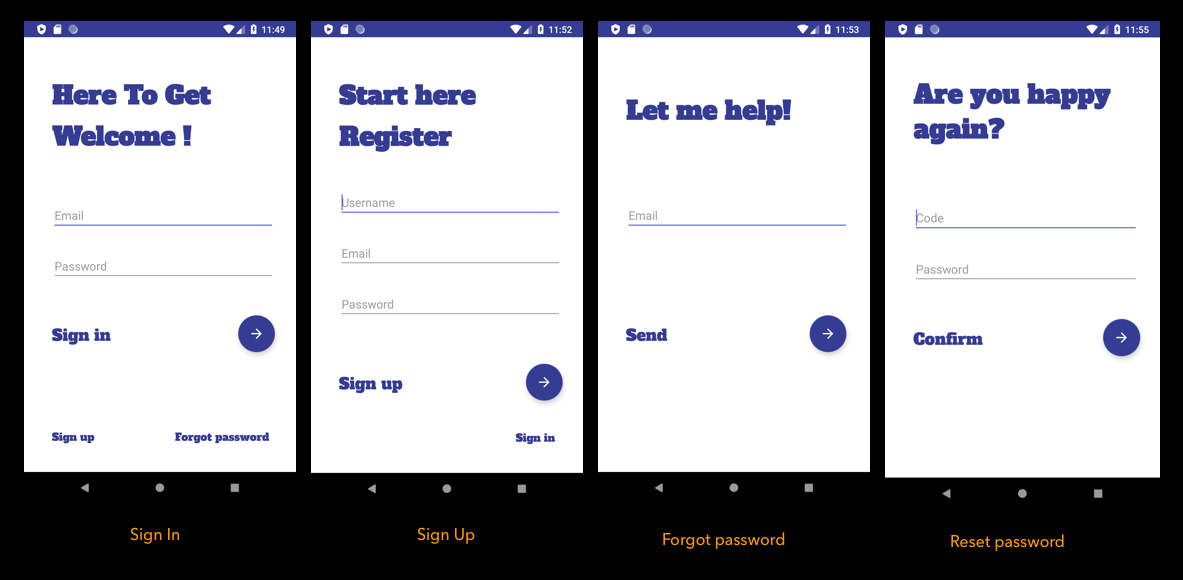 11:49
Here To Get
Welcome !
Email
Password
Sign in
Sign up
Forgot password
Sign In
11:52
Start here
Register
Username
Email
Password
Sign up
Sign in
Sign Up
11:53
Let me help!
Email
Send
Forgot password
11:55
Are you happy
again?
Code
Password
Confirm
Reset password